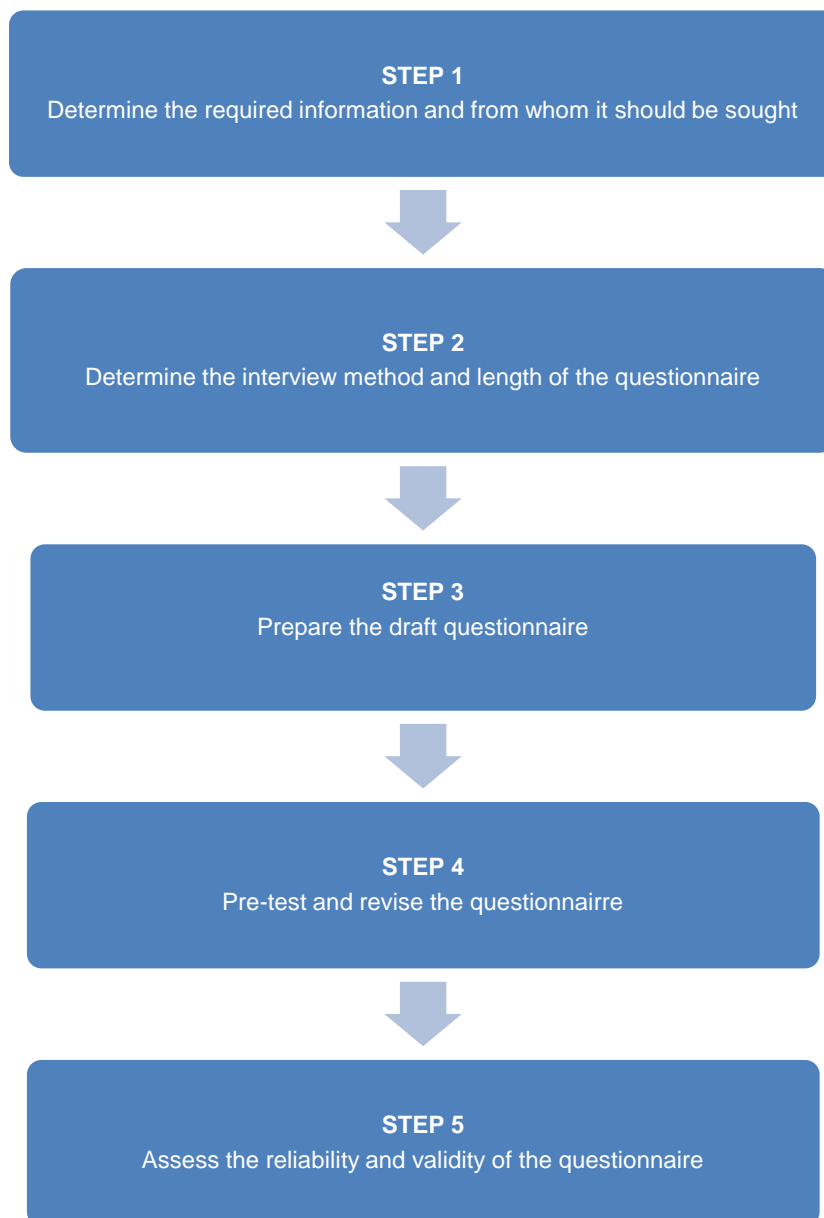 STEP 1
Determine the required information and from whom it should be sought
STEP 2
Determine the interview method and length of the questionnaire
STEP 3
Prepare the draft questionnaire
STEP 4
Pre-test and revise the questionnairre
STEP 5
Assess the reliability and validity of the questionnaire